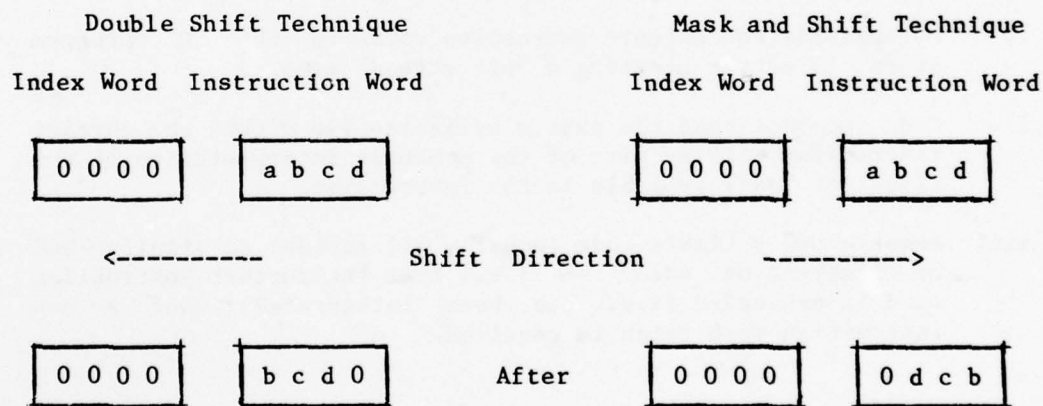 Double Shift Technique Mask and Shift Technique
Index Word Instruction Word Index Word Instruction Word
0 0 0 0 a b c d 0 0 0 0 a b c d
Shift Direction
0 0 0 0 b c d 0 After 0 0 0 0 0 d c b